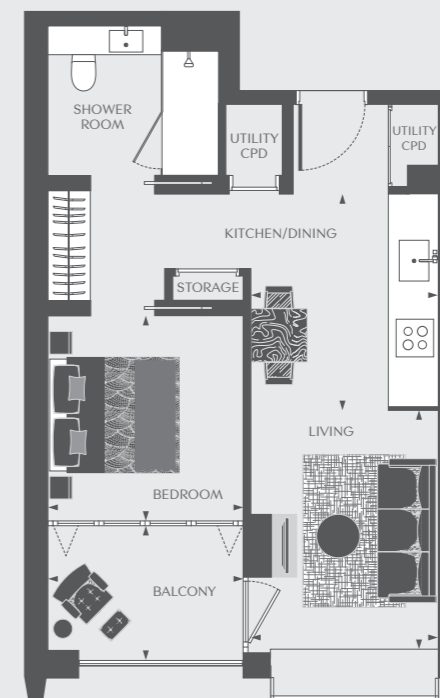 SHOWER
ROOM
UTILITY
CPD
UTILITY
CPD
KITCHEN/DINING
STORAGE
LIVING
BEDROOM
BALCONY